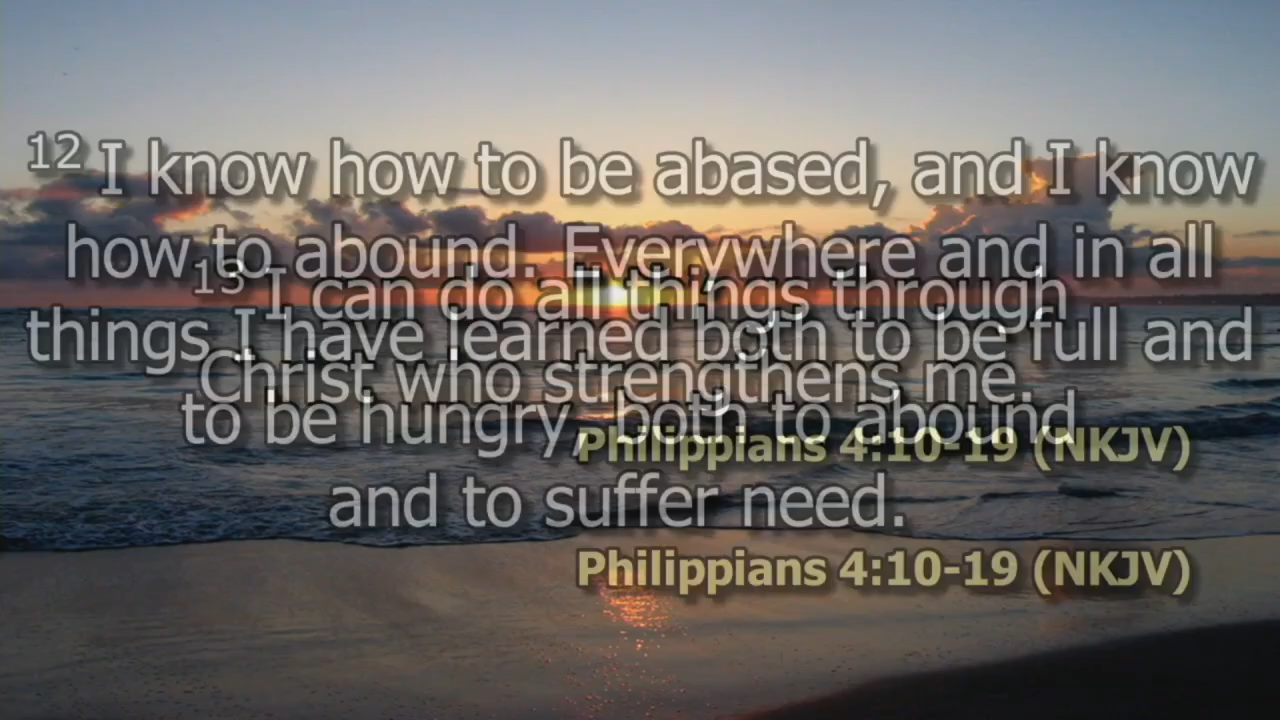 12 I know how to be abased, and I know
how to abound. Everywhere and in all
things I have learned both to be full and
to be hungry, both to abound
and to suffer need.
Philippians 4:10-19 (NKJV)
13 I can do all things through
Christ who strengthens me.
Philippians 4:10-19 (NKJV)